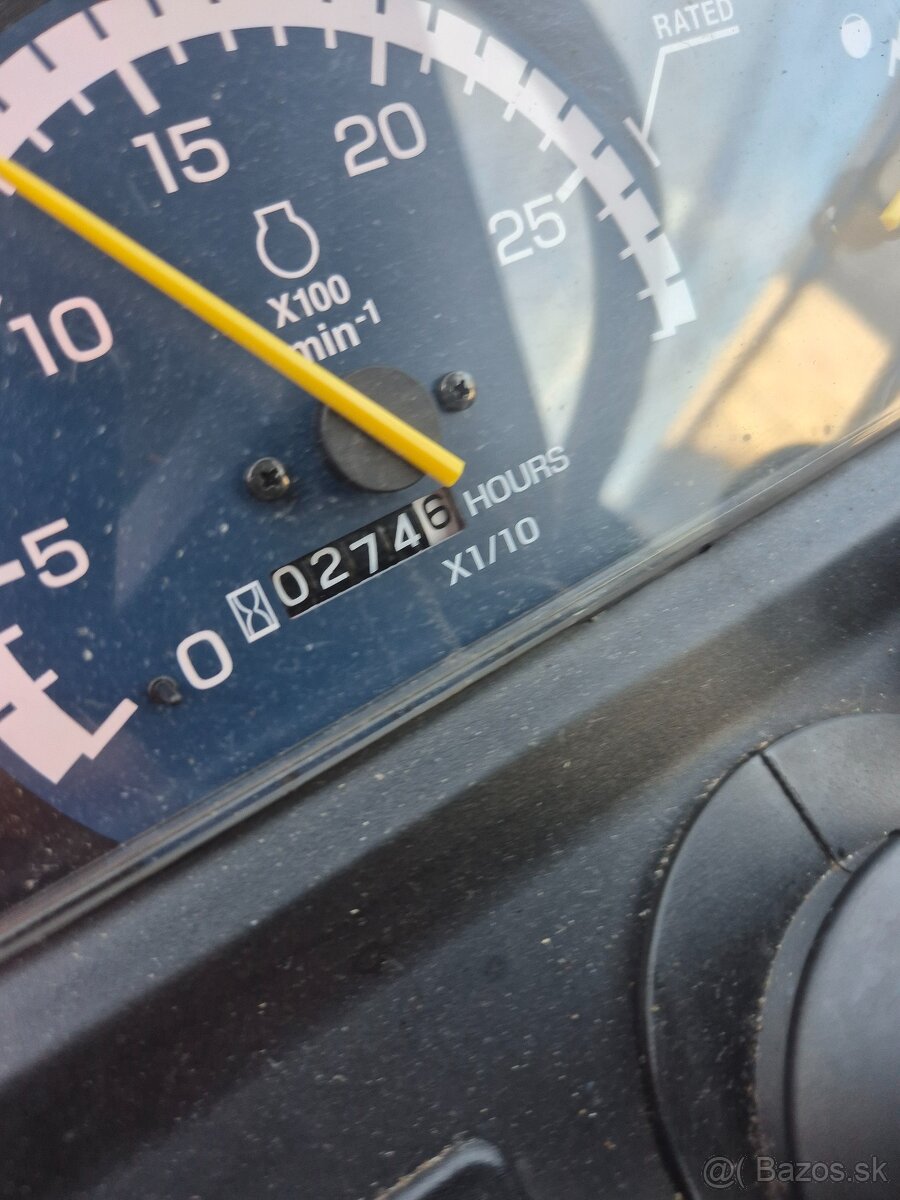 RATED
15
20
25
X100
min-1
10
5
HOURS
02746
X1/10
0
@( Bazos.sk